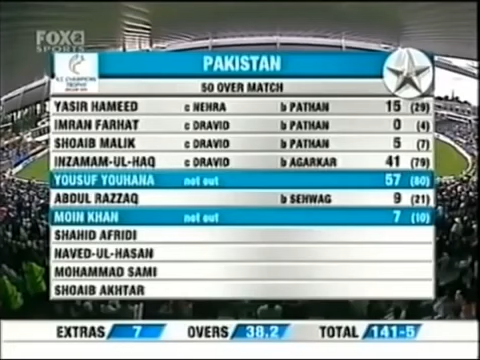 FOX
SPORTS
ICC CHAMPIONS
TROPHY
PAKISTAN
50 OVER MATCH
YASIR HAMEED c NEHRA b PATHAN 15 (29)
IMRAN FARHAT c DRAVID b PATHAN 0 (4)
SHOAIB MALIK c DRAVID b PATHAN 5 (7)
INZAMAM-UL-HAQ c DRAVID b AGARKAR 41 (79)
YOUSUF YOUHANA not out 57 (80)
ABDUL RAZZAQ b SEHWAG 9 (21)
MOIN KHAN not out 7 (10)
SHAHID AFRIDI
NAVED-UL-HASAN
MOHAMMAD SAMI
SHOAIB AKHTAR
EXTRAS 7 OVERS 38.2 TOTAL 141-5